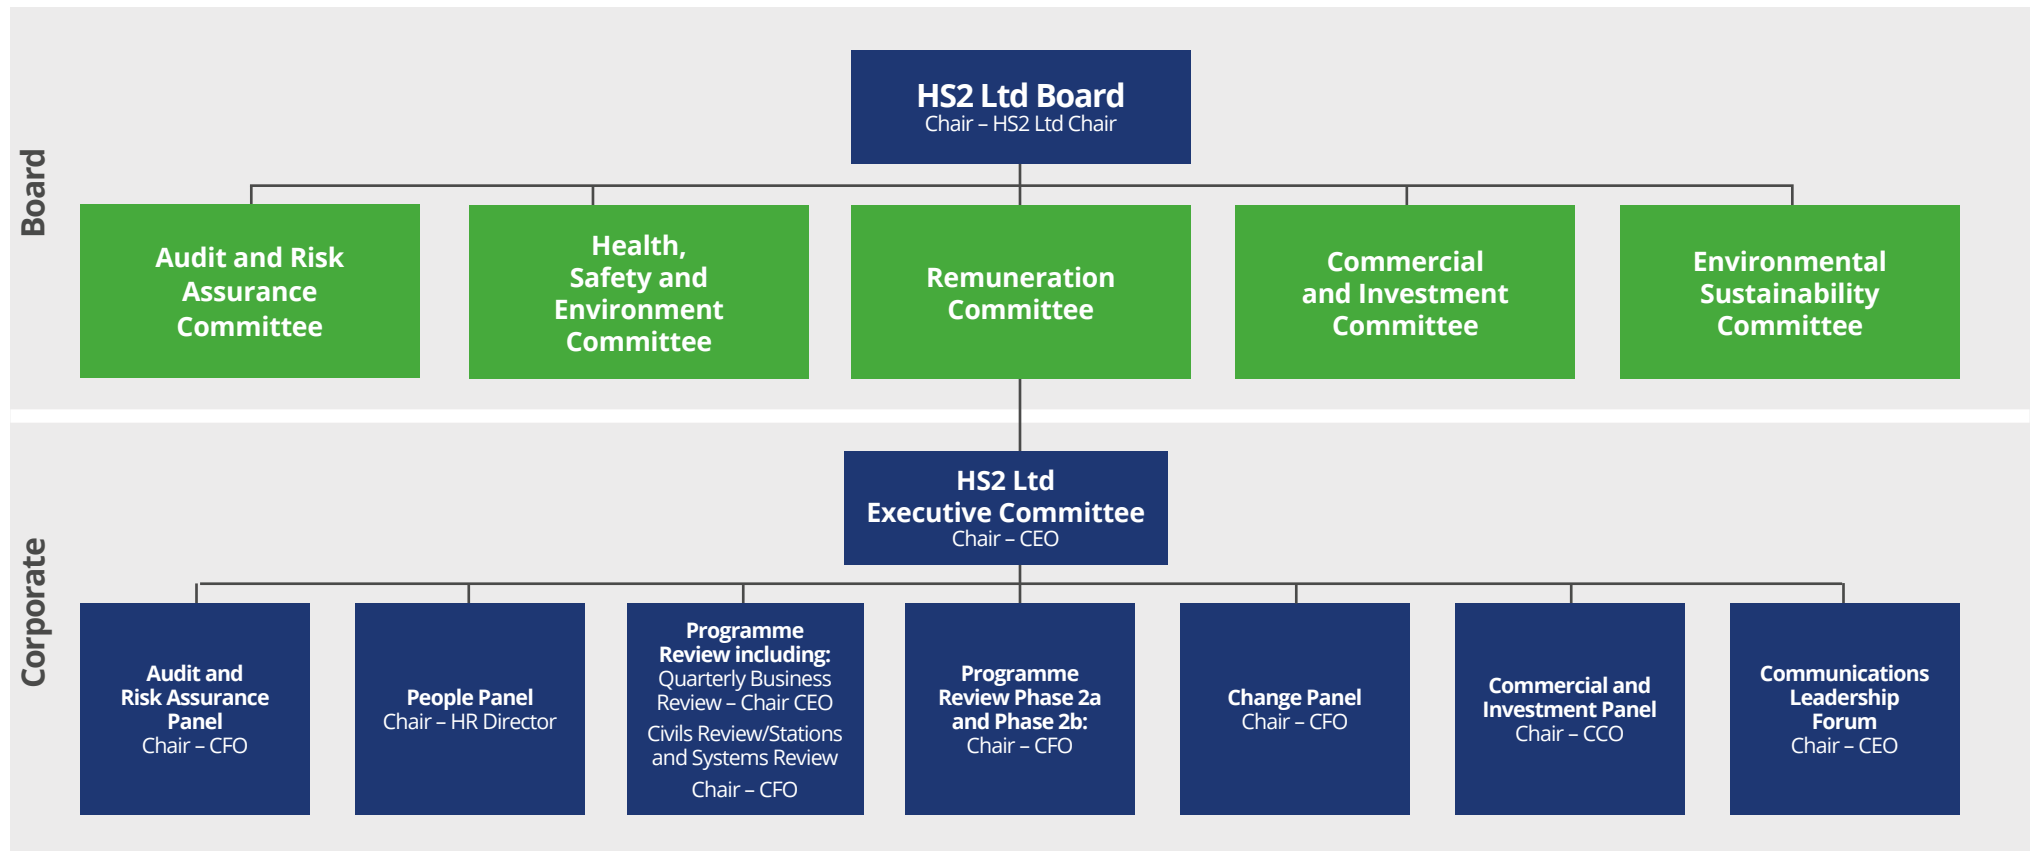 Board
HS2 Ltd Board
Chair – HS2 Ltd Chair
Audit and Risk
Assurance
Committee
Health,
Safety and
Environment
Committee
Remuneration
Committee
Commercial
and Investment
Committee
Environmental
Sustainability
Committee
Corporate
HS2 Ltd
Executive Committee
Chair – CEO
Audit and
Risk Assurance
Panel
Chair – CFO
People Panel
Chair – HR Director
Programme
Review including:
Quarterly Business
Review – Chair CEO
Civils Review/Stations
and Systems Review
Chair – CFO
Programme
Review Phase 2a
and Phase 2b:
Chair – CFO
Change Panel
Chair – CFO
Commercial and
Investment Panel
Chair – CCO
Communications
Leadership
Forum
Chair – CEO